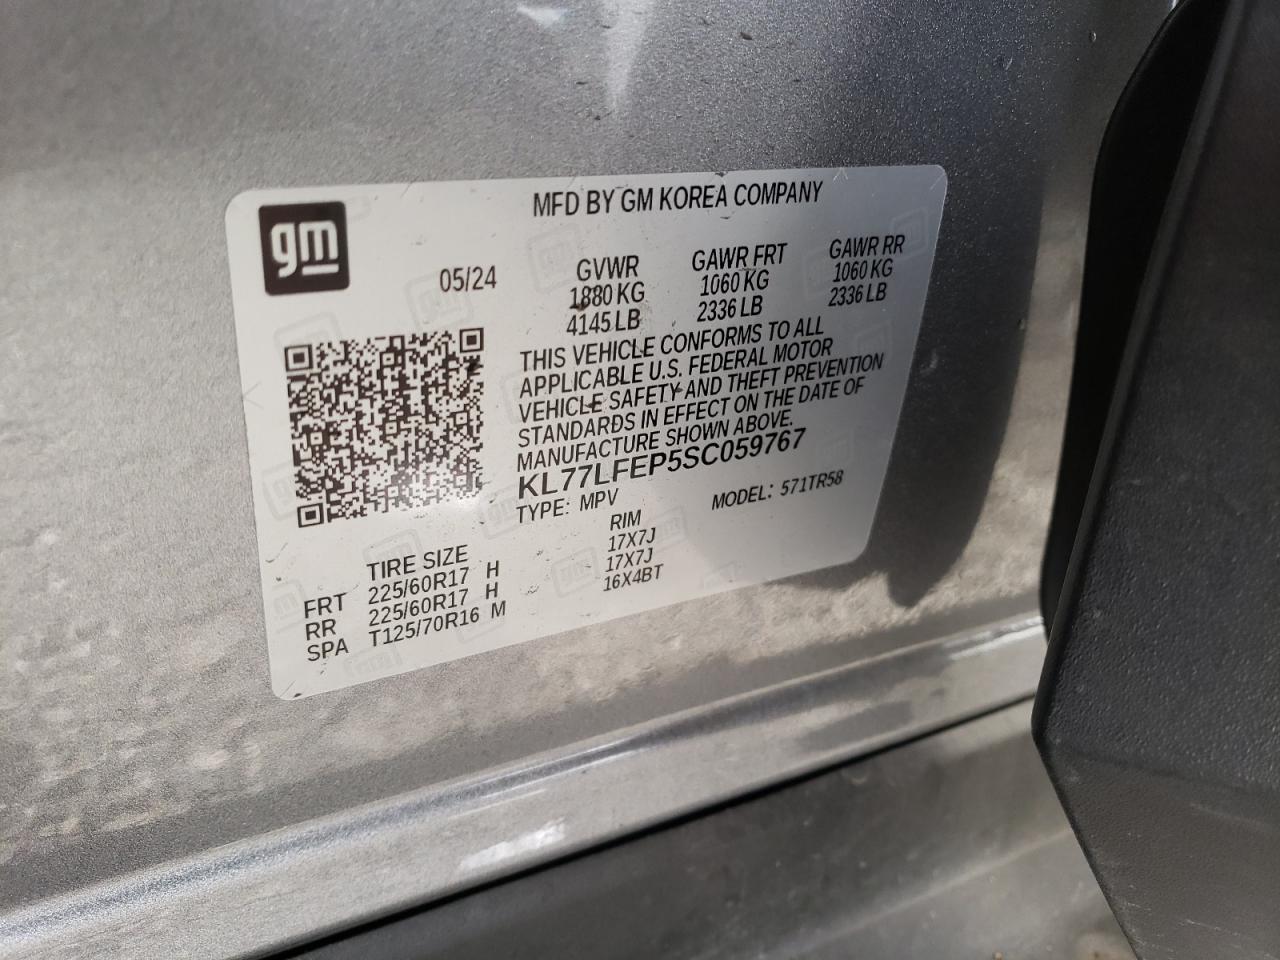 gm
MFD BY GM KOREA COMPANY
05/24
GVWR GAWR FRT GAWR RR
1880 KG 1060 KG 1060 KG
4145 LB 2336 LB 2336 LB
THIS VEHICLE CONFORMS TO ALL
APPLICABLE U.S. FEDERAL MOTOR
VEHICLE SAFETY AND THEFT PREVENTION
STANDARDS IN EFFECT ON THE DATE OF
MANUFACTURE SHOWN ABOVE.
KL77LFEP5SC059767
TYPE: MPV MODEL: 571TR58
TIRE SIZE RIM
FRT 225/60R17 H 17X7J
RR 225/60R17 H 17X7J
SPA T125/70R16 M 16X4BT